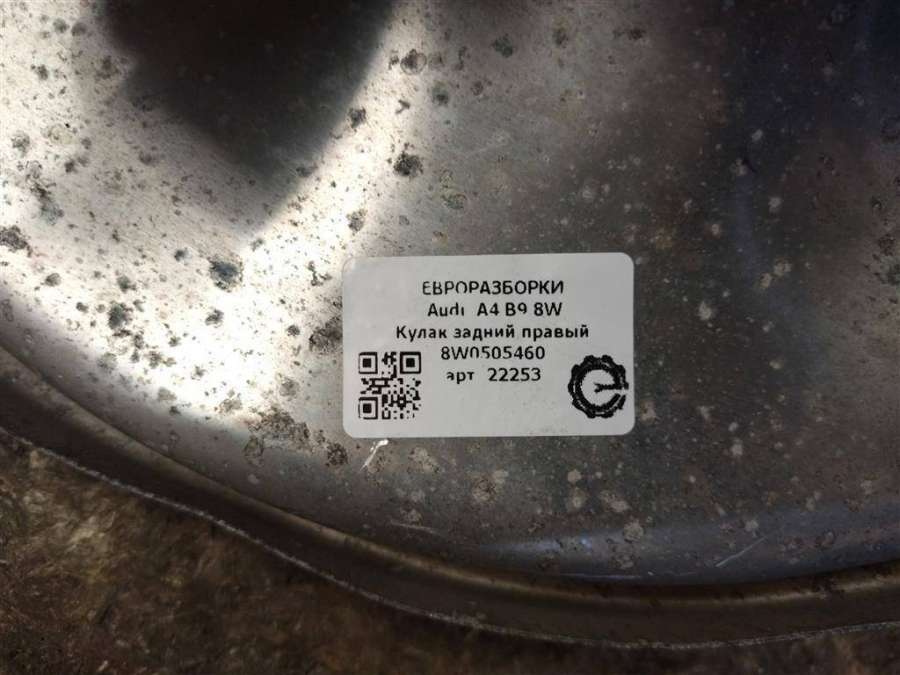 ЕВРОРАЗБОРКИ
Audi A4 B9 8W
Кулак задний правый
8W0505460
арт. 22253